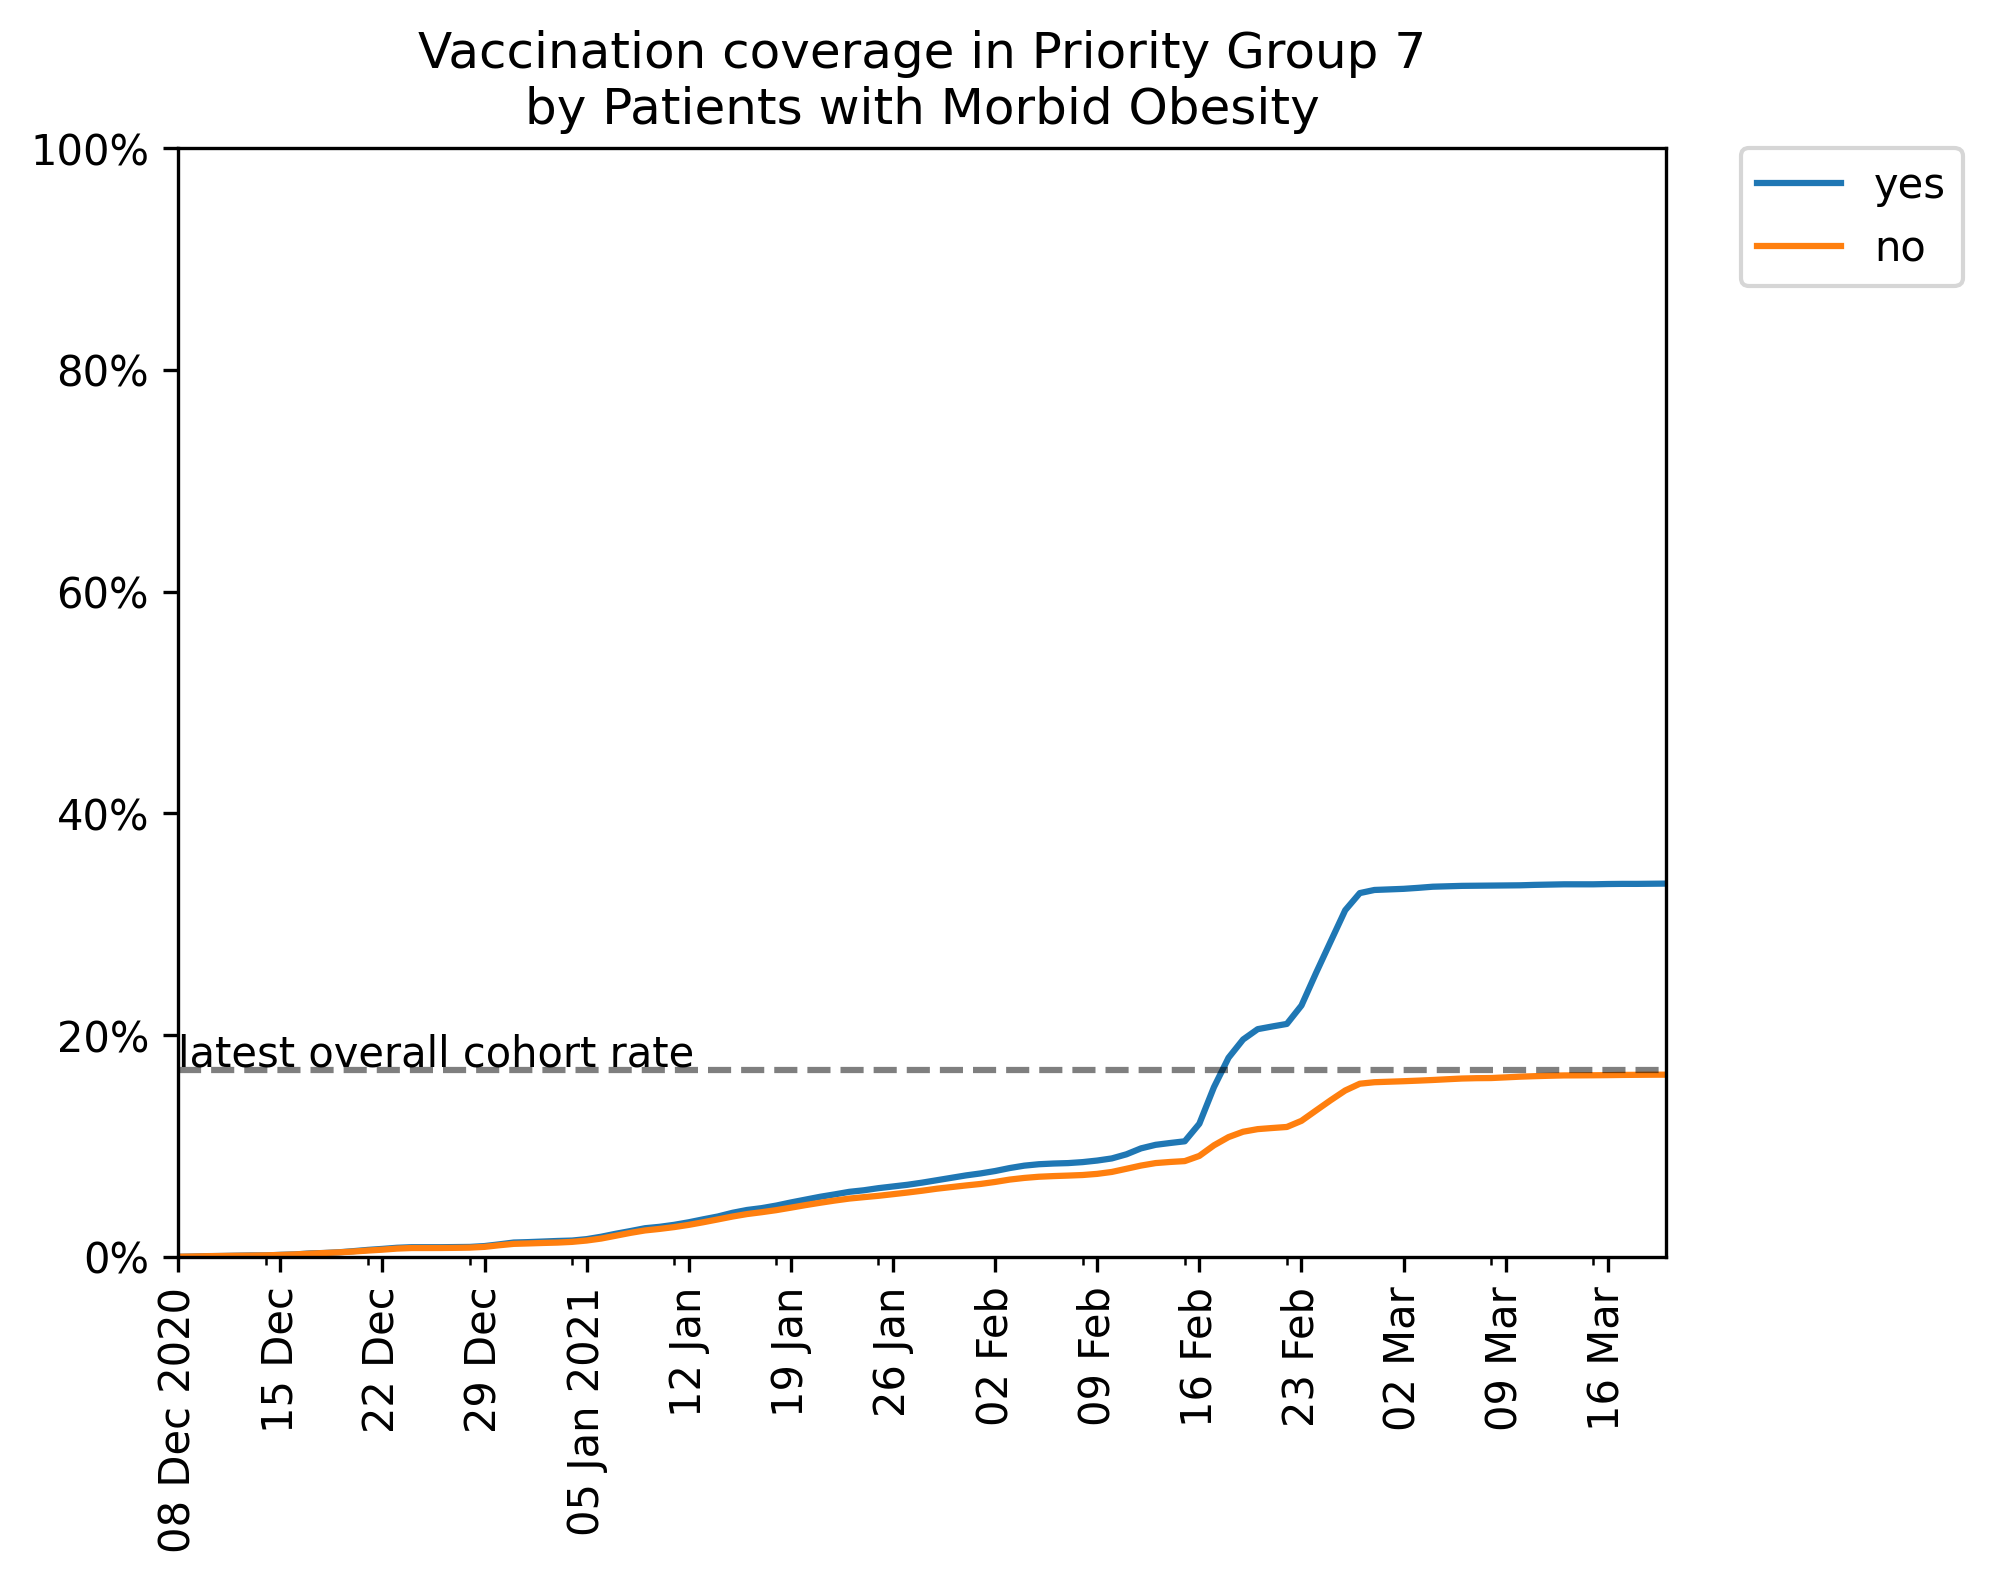 Vaccination coverage in Priority Group 7
by Patients with Morbid Obesity
100%
80%
60%
40%
20%
0%
latest overall cohort rate
yes
no
08 Dec 2020
15 Dec
22 Dec
29 Dec
05 Jan 2021
12 Jan
19 Jan
26 Jan
02 Feb
09 Feb
16 Feb
23 Feb
02 Mar
09 Mar
16 Mar